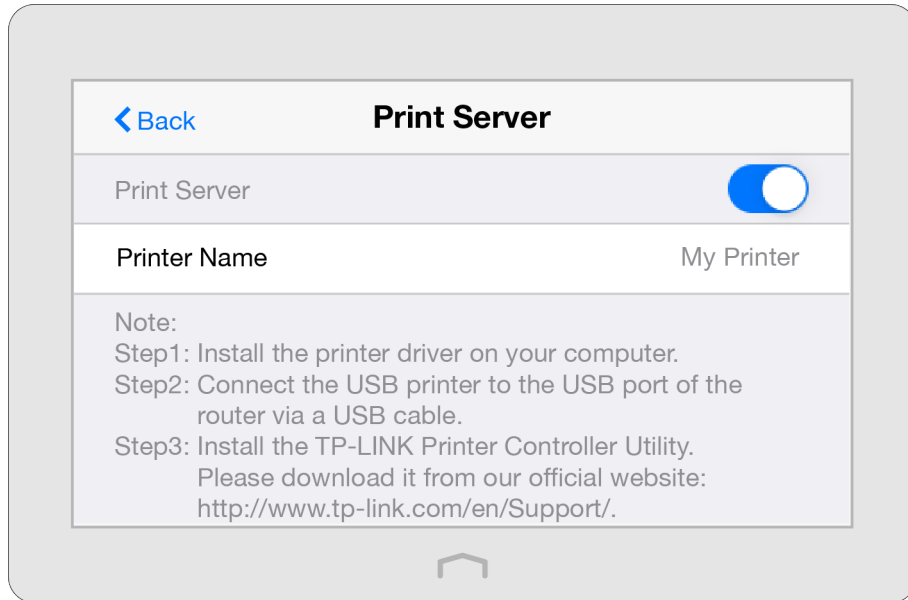 Back
Print Server
Print Server
Printer Name
My Printer
Note:
Step1: Install the printer driver on your computer.
Step2: Connect the USB printer to the USB port of the
router via a USB cable.
Step3: Install the TP-LINK Printer Controller Utility.
Please download it from our official website:
http://www.tp-link.com/en/Support/.